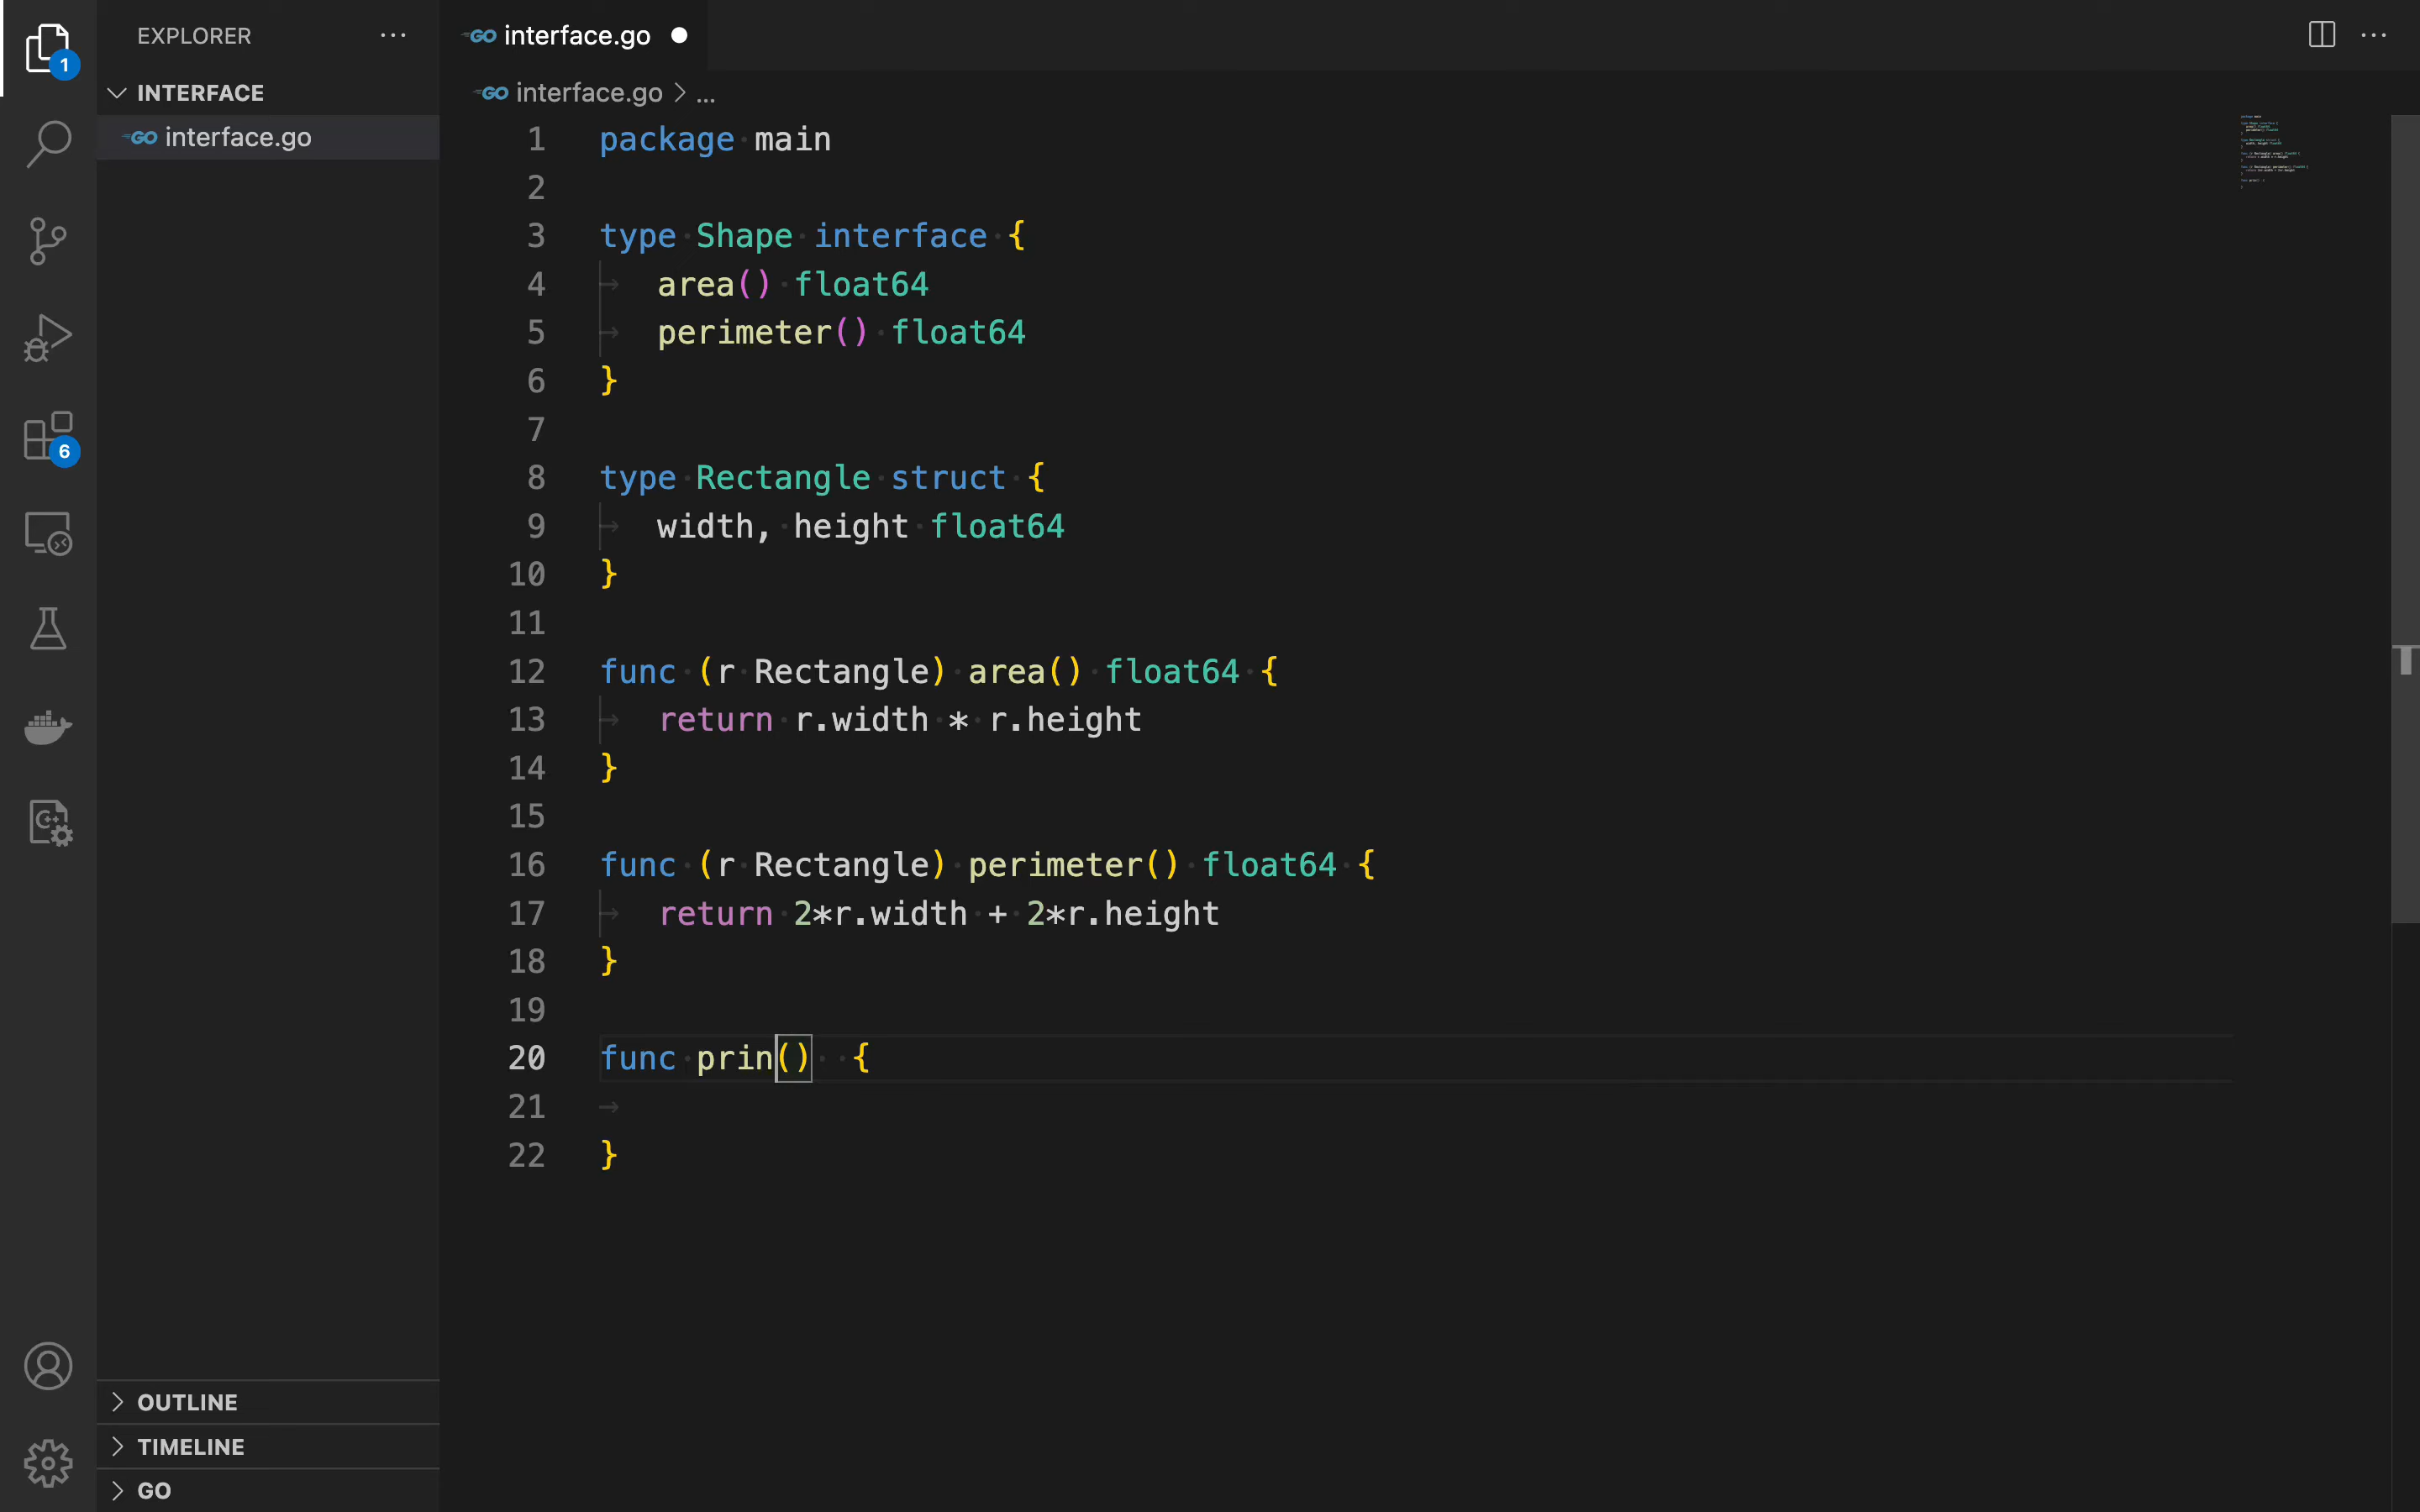 EXPLORER
INTERFACE
GO interface.go
OUTLINE
TIMELINE
GO
1
6
GO interface.go
GO interface.go > ...
1 package main
2
3 type Shape interface {
4 area() float64
5 perimeter() float64
6 }
7
8 type Rectangle struct {
9 width, height float64
10 }
11
12 func (r Rectangle) area() float64 {
13 return r.width * r.height
14 }
15
16 func (r Rectangle) perimeter() float64 {
17 return 2*r.width + 2*r.height
18 }
19
20 func prin() {
21
22 }